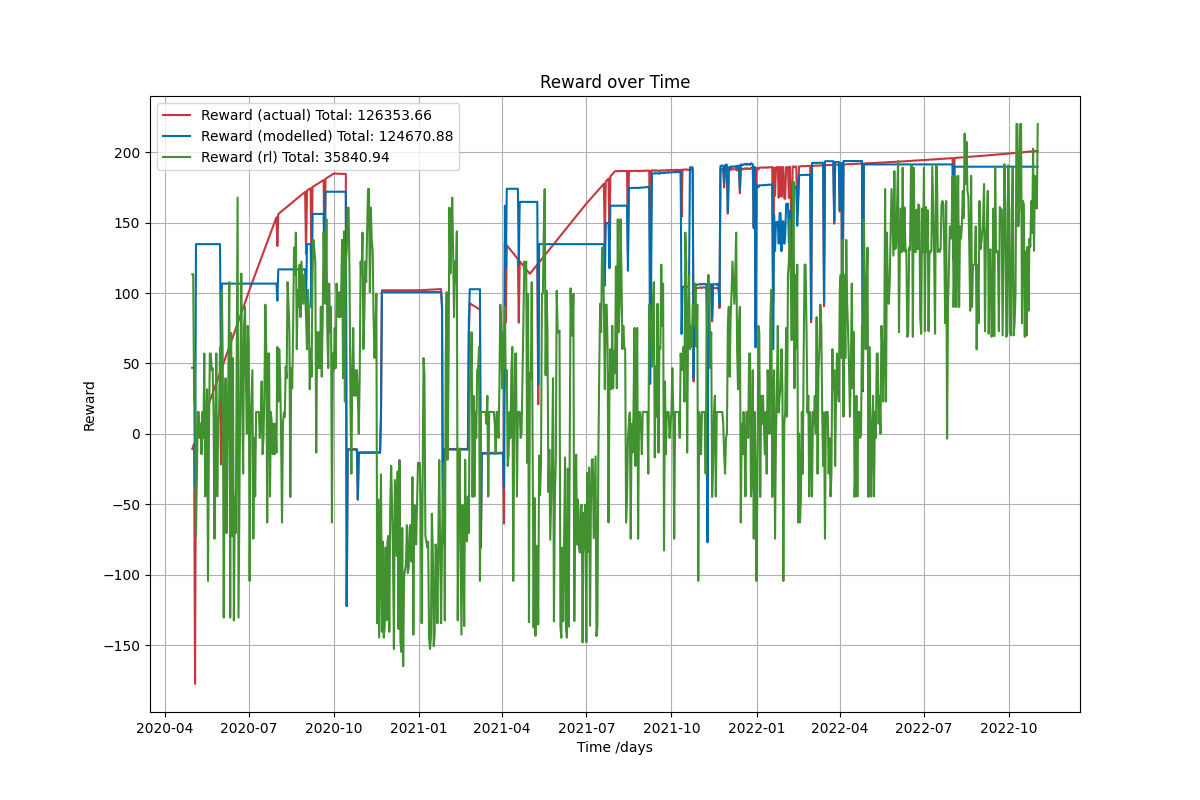 Reward over Time
Reward (actual) Total: 126353.66
Reward (modelled) Total: 124670.88
Reward (rl) Total: 35840.94
Reward
200
150
100
50
0
−50
−100
−150
2020-04 2020-07 2020-10 2021-01 2021-04 2021-07 2021-10 2022-01 2022-04 2022-07 2022-10
Time /days